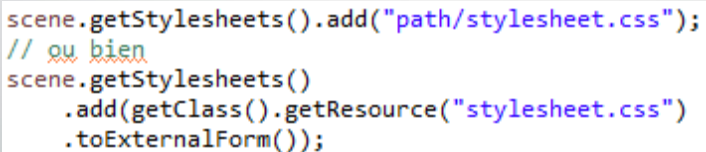 scene.getStylesheets().add("path/stylesheet.css");
// ou bien
scene.getStylesheets()
.add(getClass().getResource("stylesheet.css")
.toExternalForm());